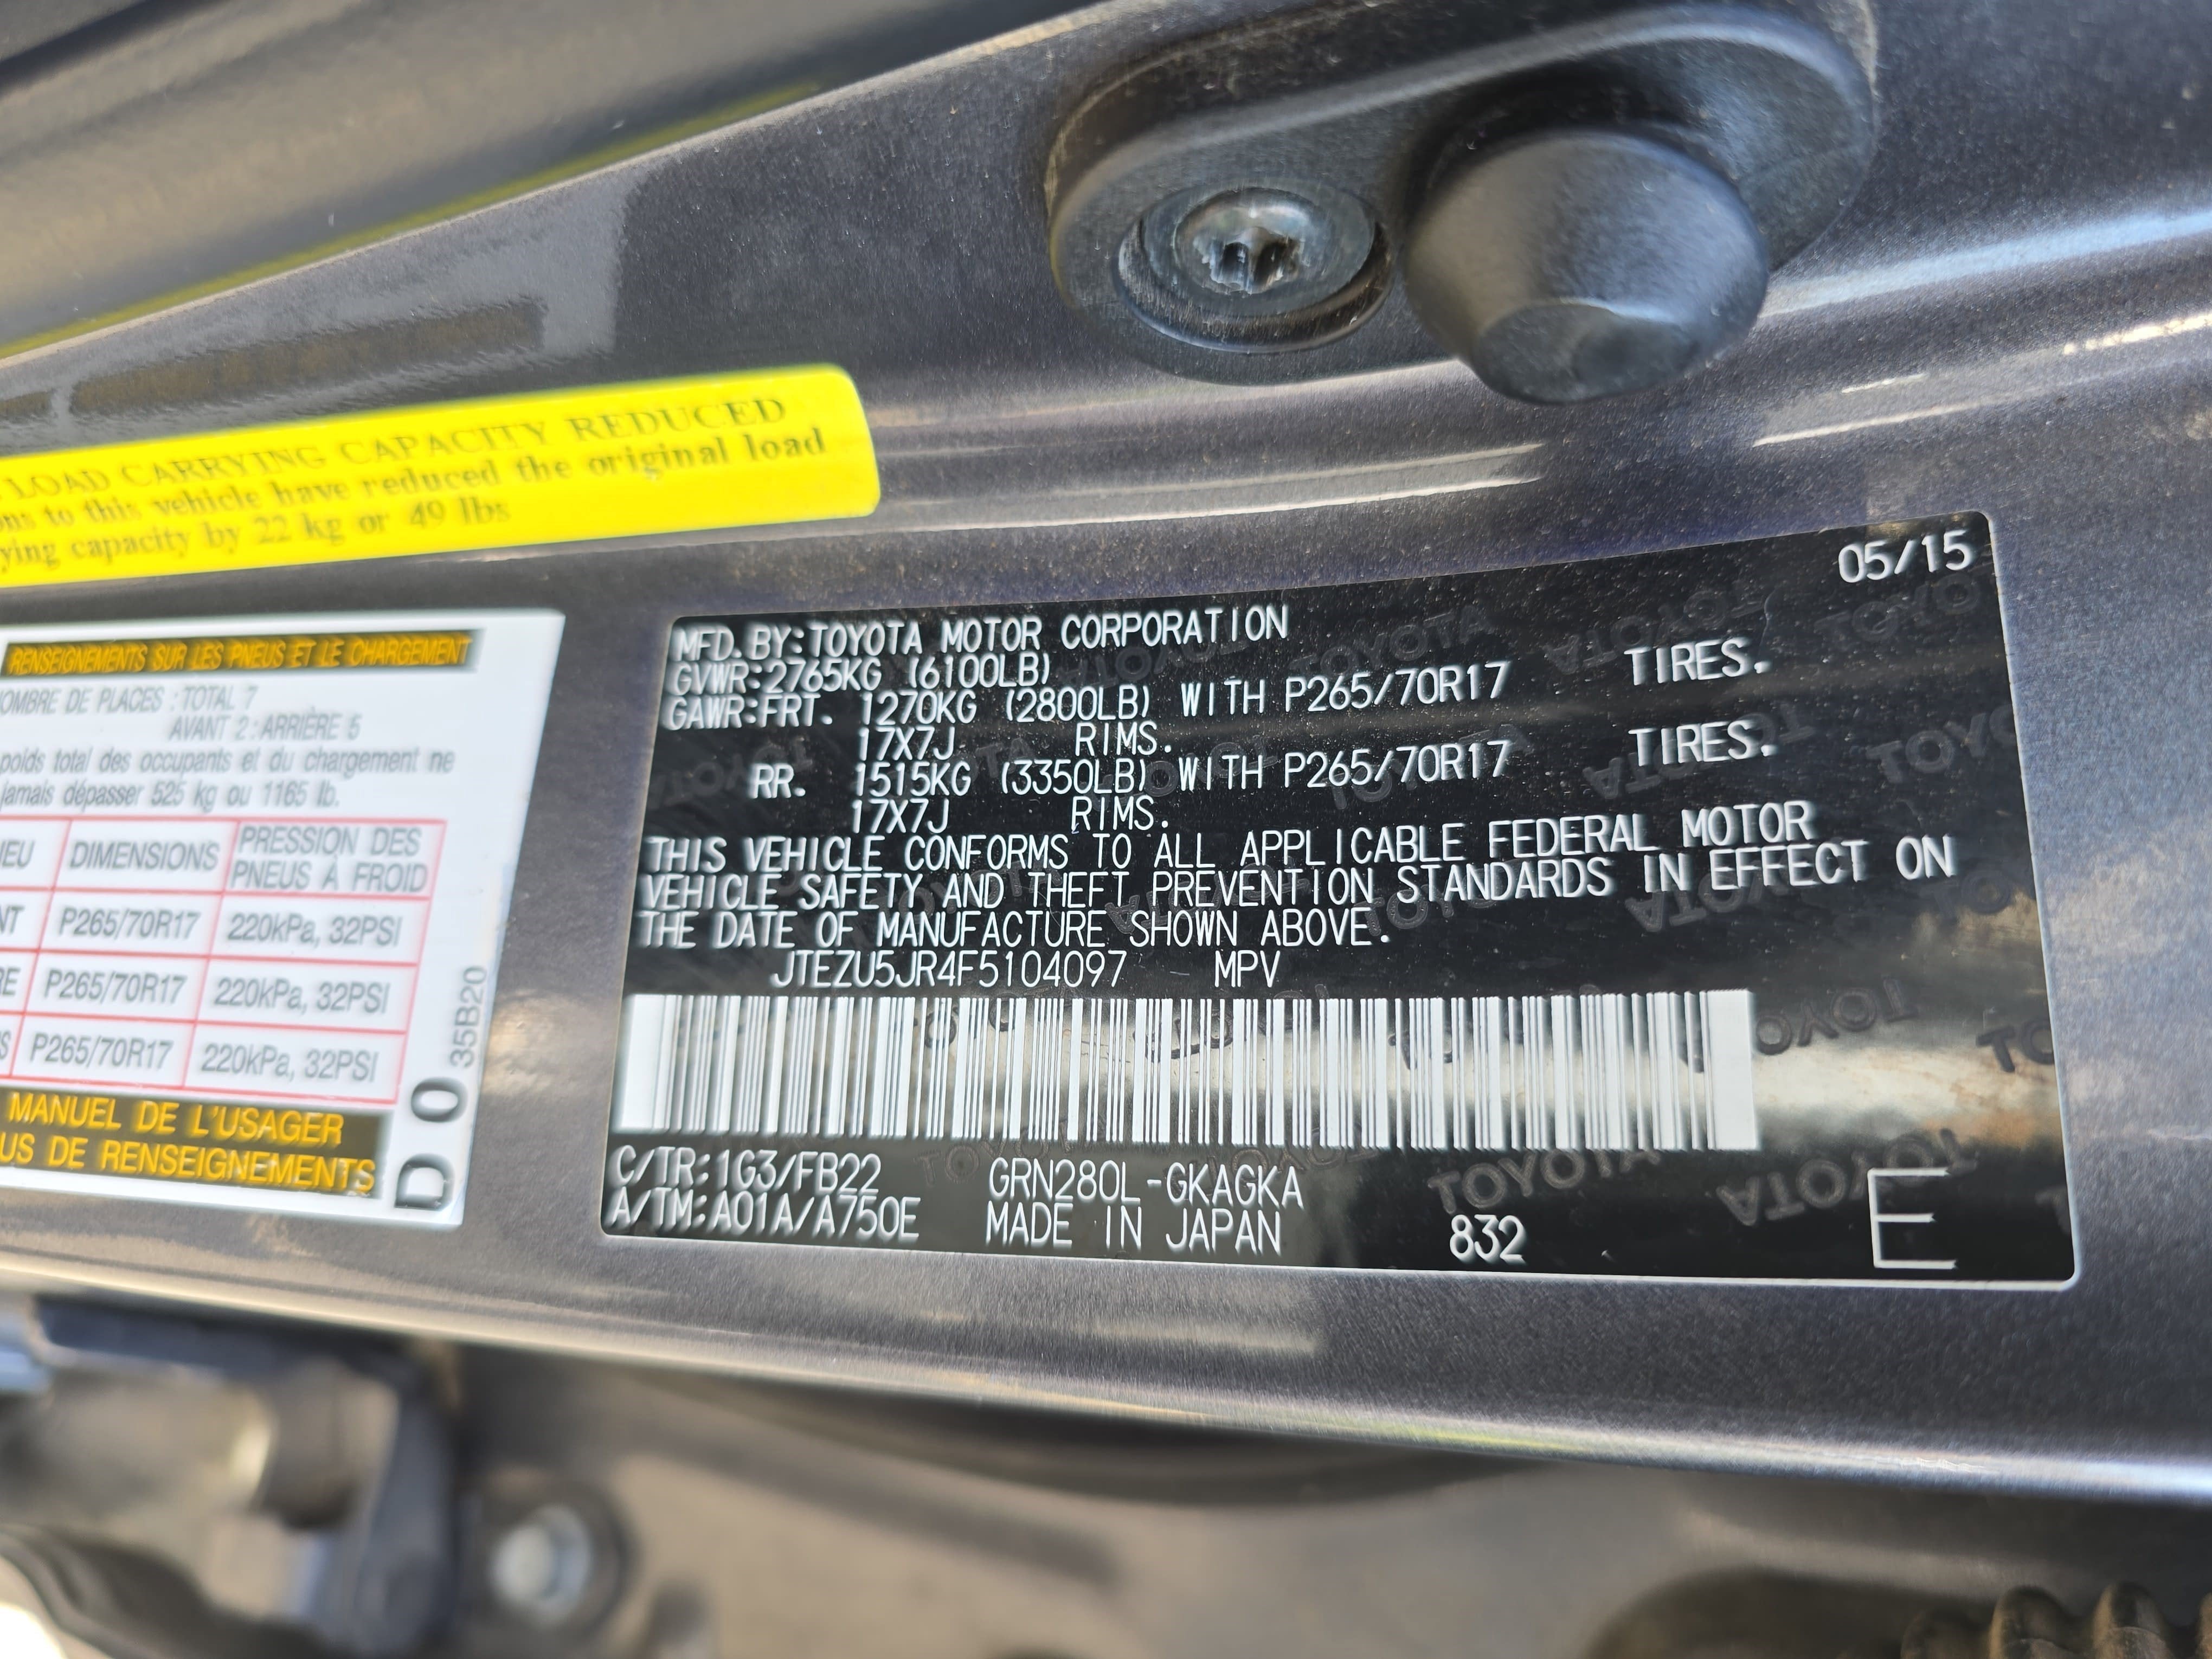 LOAD CARRYING CAPACITY REDUCED
ons to this vehicle have reduced the original load
ying capacity by 22 kg or 49 lbs
RENSEIGNEMENTS SUR LES PNEUS ET LE CHARGEMENT
OMBRE DE PLACES : TOTAL 7
AVANT 2 : ARRIÈRE 5
poids total des occupants et du chargement ne
jamais dépasser 525 kg ou 1165 lb.
IEU DIMENSIONS PRESSION DES
PNEUS À FROID
NT P265/70R17 220kPa, 32PSI
RE P265/70R17 220kPa, 32PSI
S P265/70R17 220kPa, 32PSI
MANUEL DE L'USAGER
US DE RENSEIGNEMENTS
D0 35B20
05/15
MFD.BY:TOYOTA MOTOR CORPORATION
GVWR:2765KG (6100LB)
GAWR:FRT. 1270KG (2800LB) WITH P265/70R17 TIRES.
17X7J RIMS.
RR. 1515KG (3350LB) WITH P265/70R17 TIRES.
17X7J RIMS.
THIS VEHICLE CONFORMS TO ALL APPLICABLE FEDERAL MOTOR
VEHICLE SAFETY AND THEFT PREVENTION STANDARDS IN EFFECT ON
THE DATE OF MANUFACTURE SHOWN ABOVE.
JTEZU5JR4F5104097 MPV
C/TR:1G3/FB22 GRN280L-GKAGKA
A/TM:A01A/A750E MADE IN JAPAN 832 E